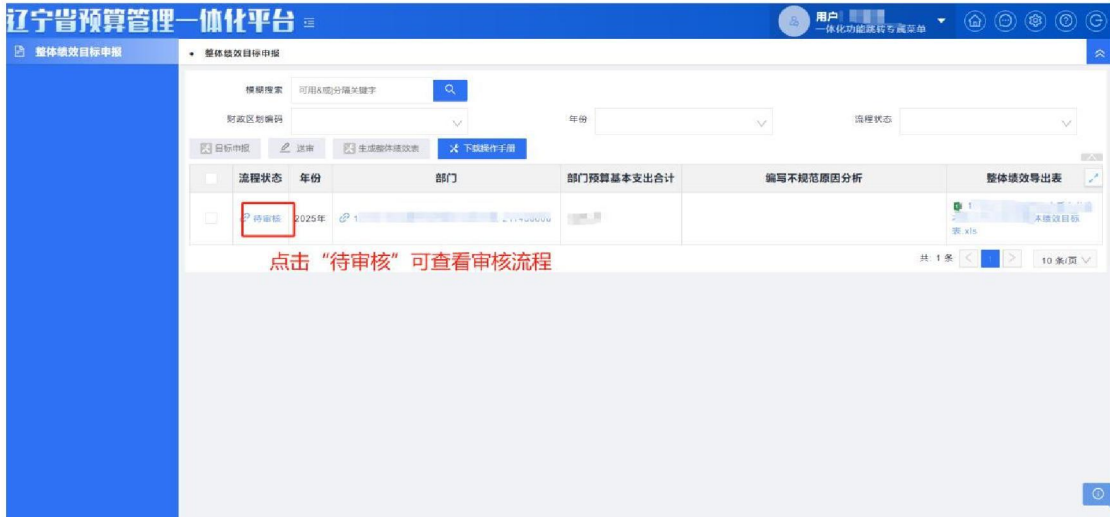 辽宁省预算管理一体化平台
用户
一体化功能跳转专属菜单
整体绩效目标申报
整体绩效目标申报
模糊搜索 可用&或|分隔关键字
财政区划编码 年份 流程状态
目标申报 送审 生成整体绩效表 下载操作手册
流程状态 年份 部门 部门预算基本支出合计 编写不规范原因分析 整体绩效导出表
待审核 2025年 1 1
体绩效目标
表.xls
点击“待审核”可查看审核流程
共 1 条 < 1 > 10 条/页